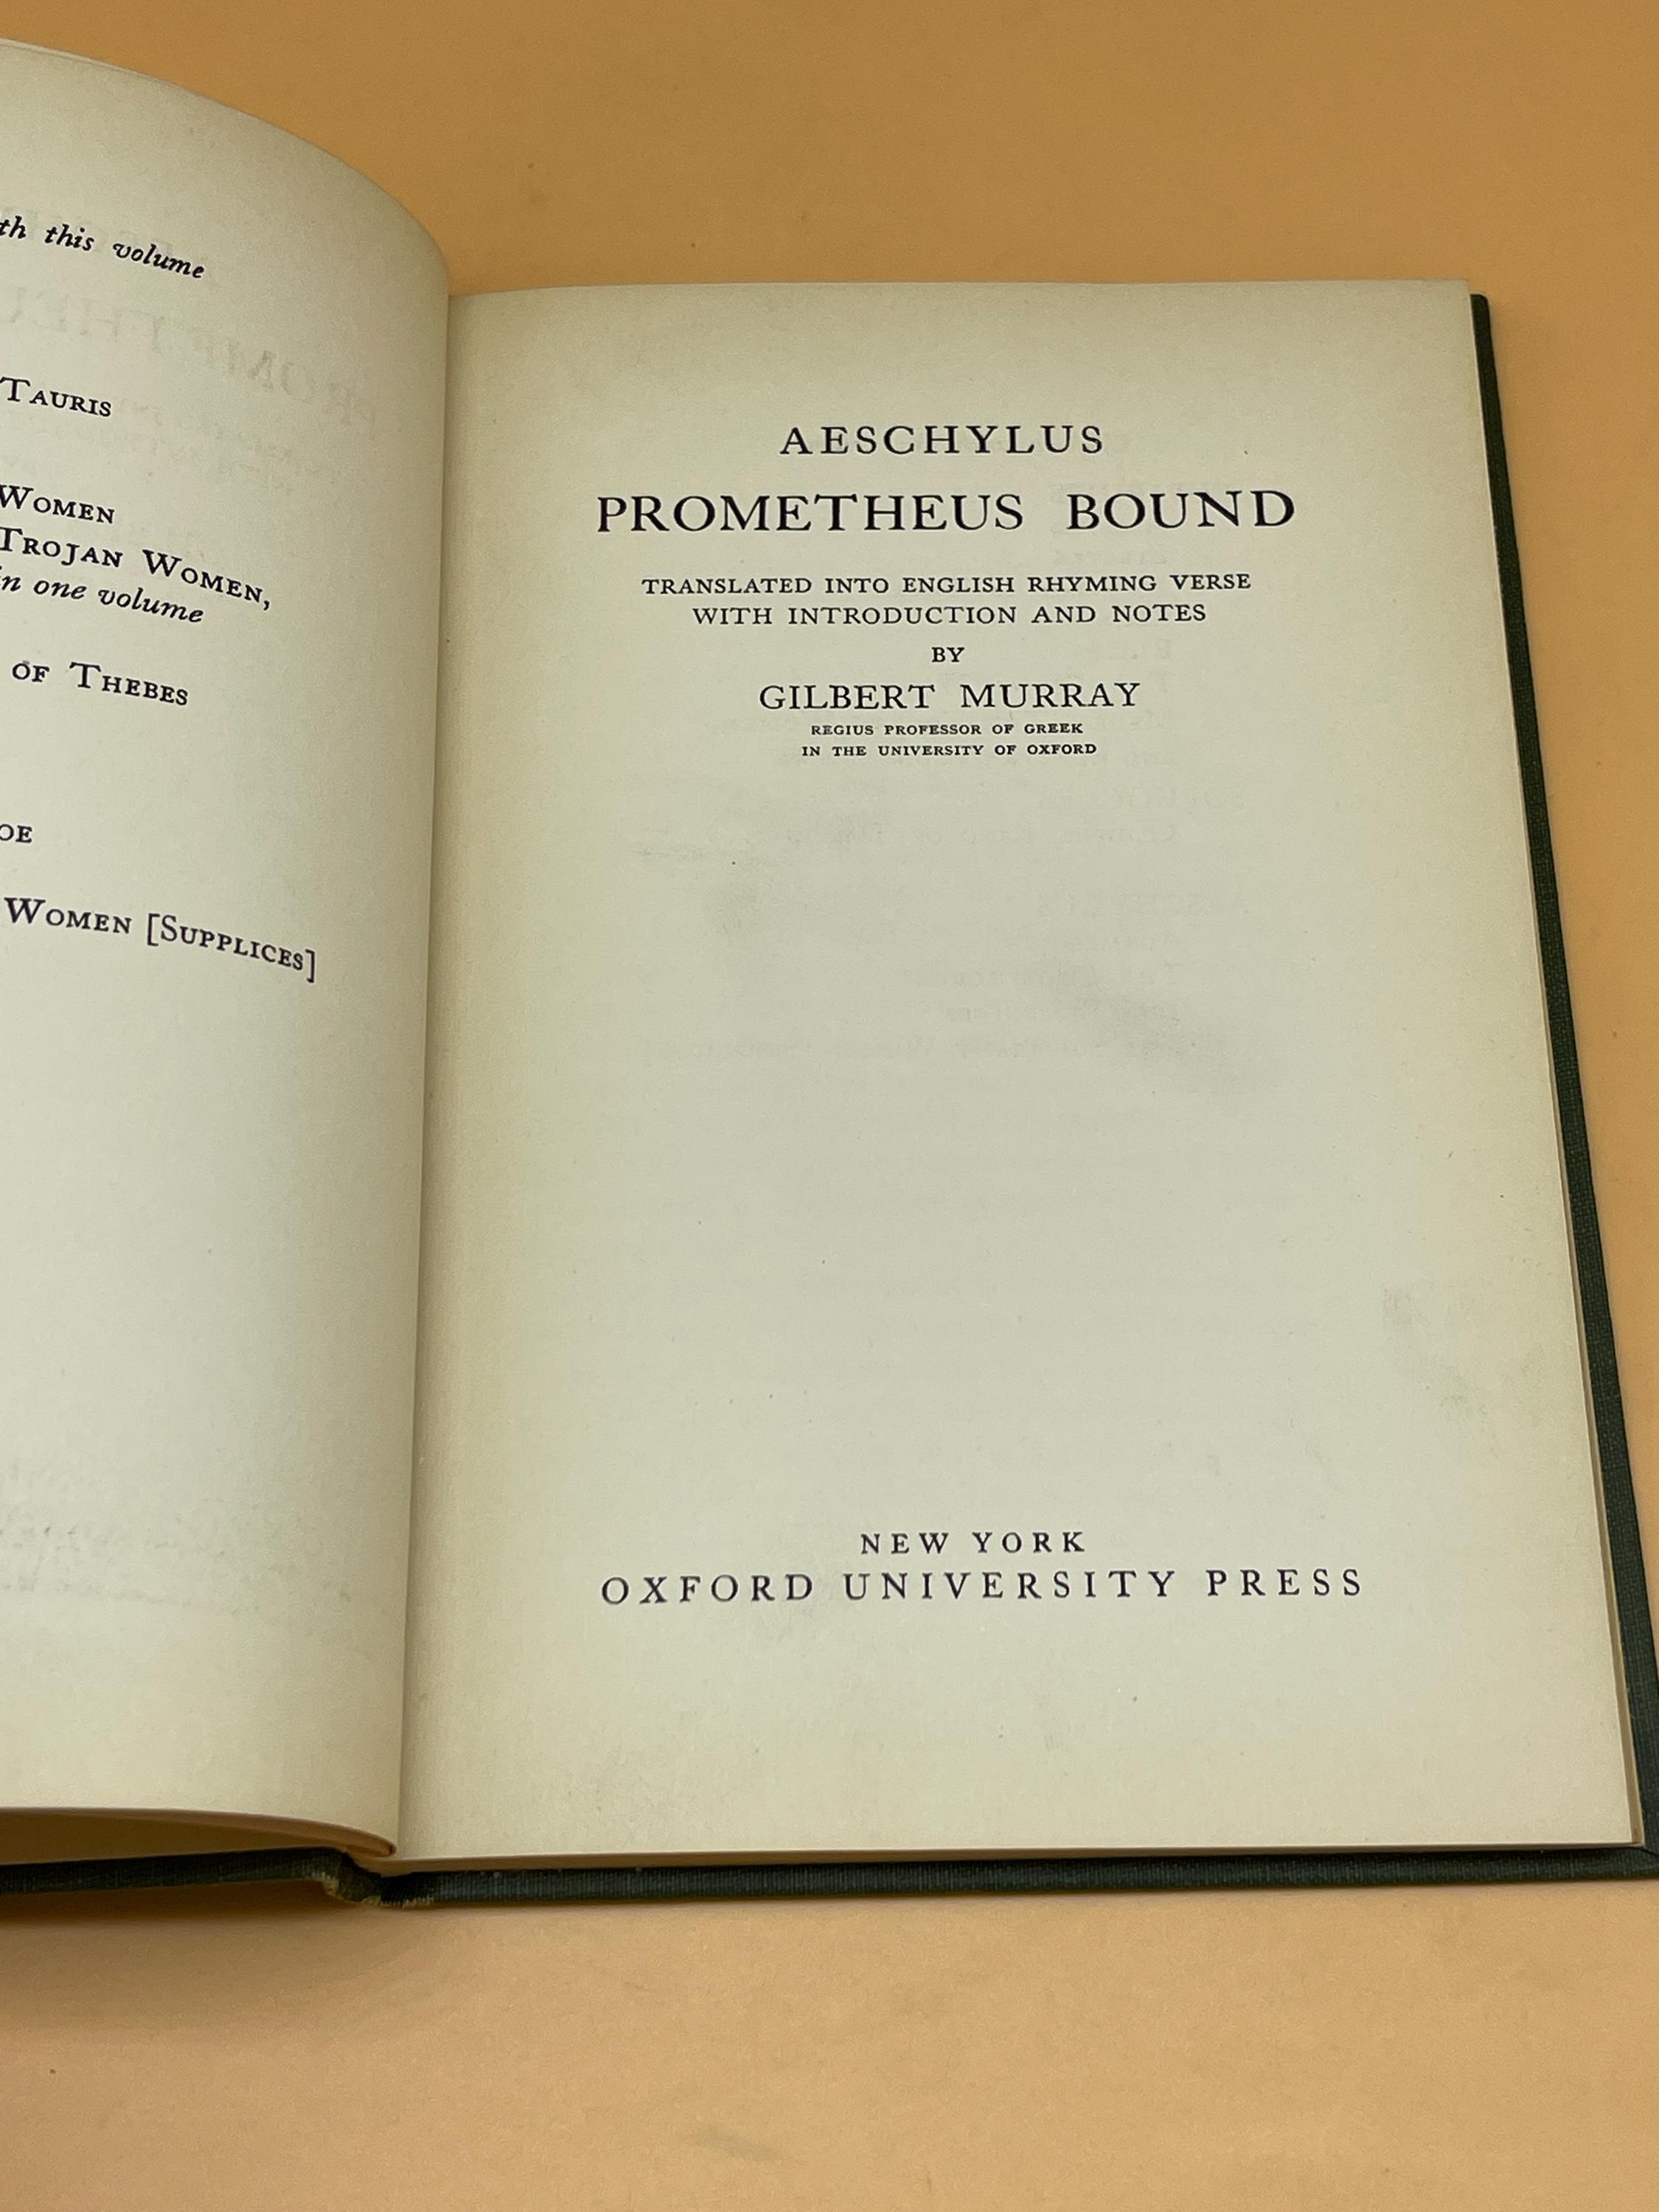 th this volume
TAURIS
WOMEN
TROJAN WOMEN,
in one volume
OF THEBES
OE
WOMEN [SUPPLICES]
AESCHYLUS
PROMETHEUS BOUND
TRANSLATED INTO ENGLISH RHYMING VERSE
WITH INTRODUCTION AND NOTES
BY
GILBERT MURRAY
REGIUS PROFESSOR OF GREEK
IN THE UNIVERSITY OF OXFORD
NEW YORK
OXFORD UNIVERSITY PRESS